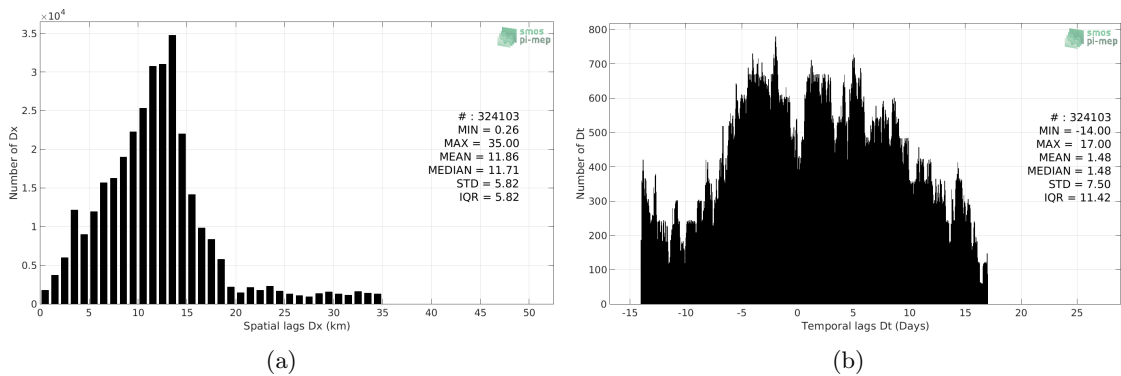 ×10⁴
3.5
3
2.5
2
1.5
1
0.5
0
Number of Dx
0 5 10 15 20 25 30 35 40 45 50
Spatial lags Dx (km)
smos
pi-mep
# : 324103
MIN = 0.26
MAX = 35.00
MEAN = 11.86
MEDIAN = 11.71
STD = 5.82
IQR = 5.82
(a)
800
700
600
500
400
300
200
100
0
Number of Dt
-15 -10 -5 0 5 10 15 20 25
Temporal lags Dt (Days)
smos
pi-mep
# : 324103
MIN = -14.00
MAX = 17.00
MEAN = 1.48
MEDIAN = 1.48
STD = 7.50
IQR = 11.42
(b)